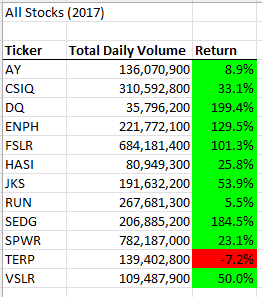 All Stocks (2017)
Ticker Total Daily Volume Return
AY 136,070,900 8.9%
CSIQ 310,592,800 33.1%
DQ 35,796,200 199.4%
ENPH 221,772,100 129.5%
FSLR 684,181,400 101.3%
HASI 80,949,300 25.8%
JKS 191,632,200 53.9%
RUN 267,681,300 5.5%
SEDG 206,885,200 184.5%
SPWR 782,187,000 23.1%
TERP 139,402,800 -7.2%
VSLR 109,487,900 50.0%